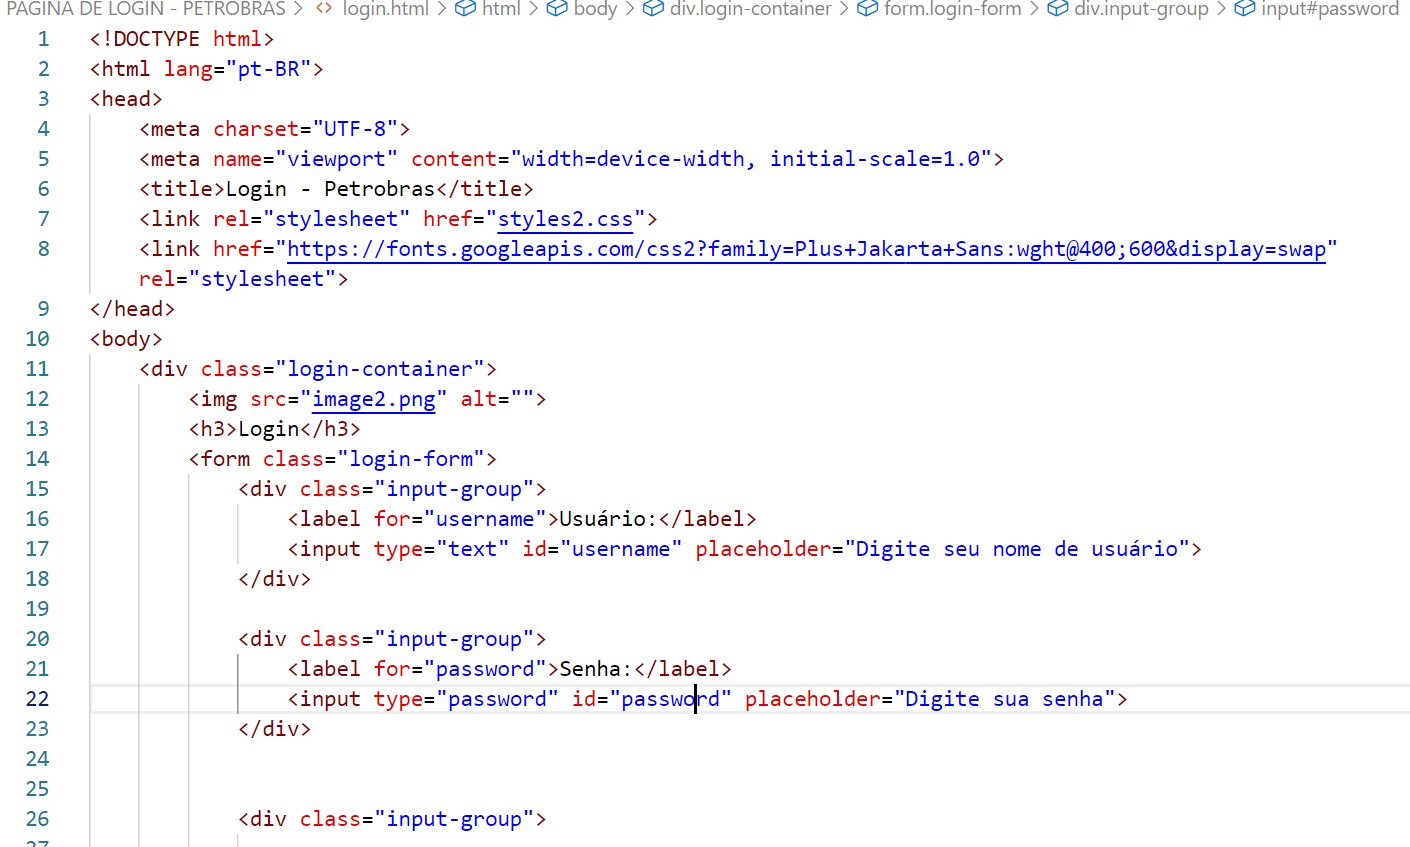 PAGINA DE LOGIN - PETROBRAS > <> login.html > html > body > div.login-container > form.login-form > div.input-group > input#password
1 <!DOCTYPE html>
2 <html lang="pt-BR">
3 <head>
4 <meta charset="UTF-8">
5 <meta name="viewport" content="width=device-width, initial-scale=1.0">
6 <title>Login - Petrobras</title>
7 <link rel="stylesheet" href="styles2.css">
8 <link href="https://fonts.googleapis.com/css2?family=Plus+Jakarta+Sans:wght@400;600&display=swap"
rel="stylesheet">
9 </head>
10 <body>
11 <div class="login-container">
12 <img src="image2.png" alt="">
13 <h3>Login</h3>
14 <form class="login-form">
15 <div class="input-group">
16 <label for="username">Usuário:</label>
17 <input type="text" id="username" placeholder="Digite seu nome de usuário">
18 </div>
19
20 <div class="input-group">
21 <label for="password">Senha:</label>
22 <input type="password" id="password" placeholder="Digite sua senha">
23 </div>
24
25
26 <div class="input-group">
27